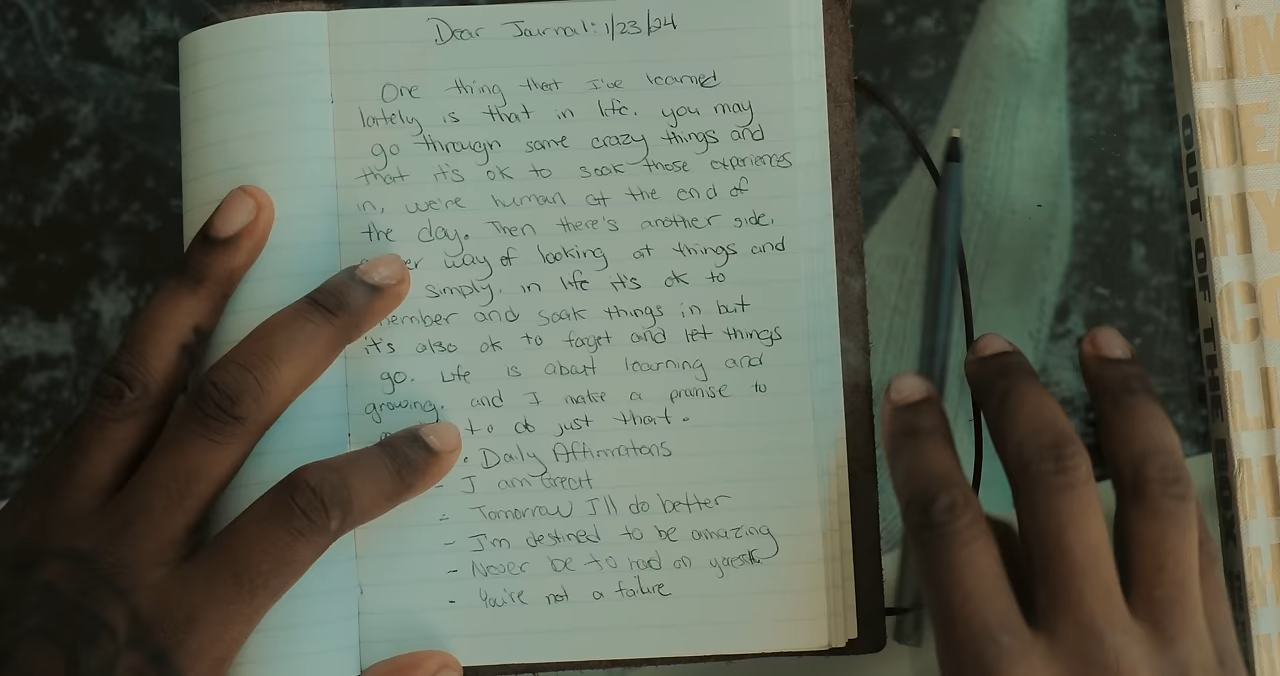 Dear Journal: 1/23/24
One thing that I've learned
lately is that in life, you may
go through some crazy things and
that it's ok to soak those experiences
in, we're human at the end of
the day. Then there's another side,
way of looking at things and
simply, in life it's ok to
and soak things in but
it's also ok to forget and let things
go. Life is about learning and
growing, and I make a promise to
to do just that.
. Daily Affirmations
- I am Great
- Tomorrow I'll do better
- I'm destined to be amazing
- Never be to hard on
- You're not a failure
OUT OF THE